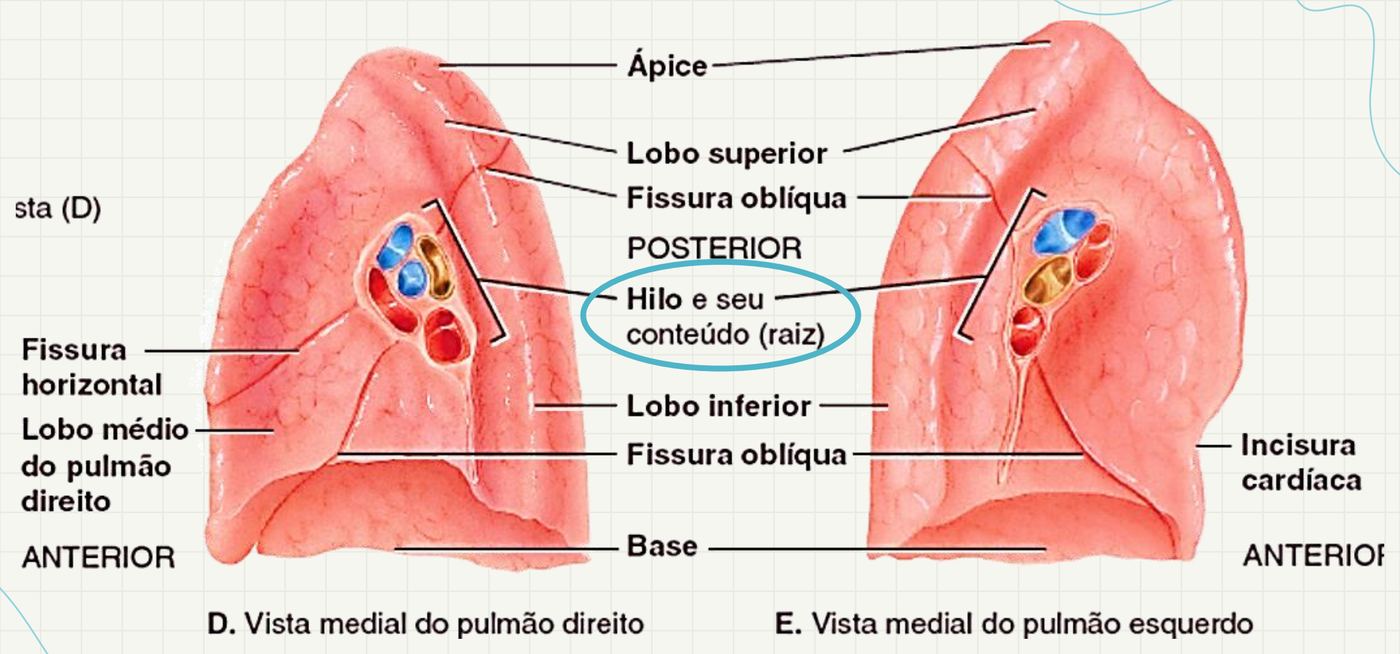 Ápice
Lobo superior
Fissura oblíqua
sta (D)
POSTERIOR
Hilo e seu
conteúdo (raiz)
Fissura
horizontal
Lobo médio
do pulmão
direito
Lobo inferior
Fissura oblíqua
Incisura
cardíaca
Base
ANTERIOR
ANTERIOR
D. Vista medial do pulmão direito
E. Vista medial do pulmão esquerdo